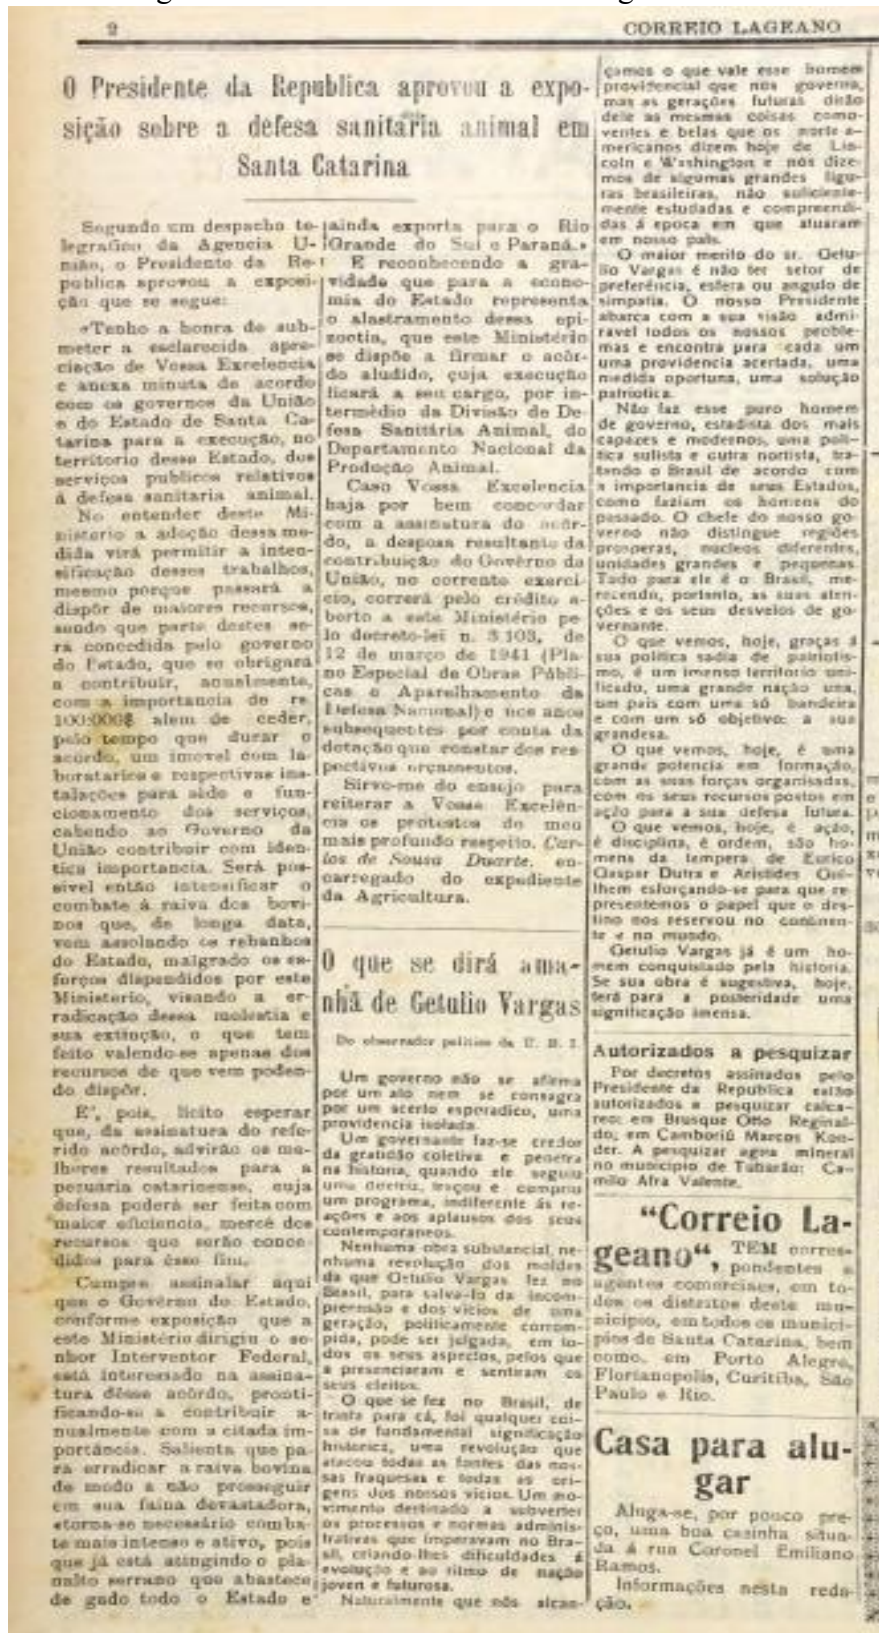 2
CORREIO LAGEANO
O Presidente da Republica aprovou a expo-
sição sobre a defesa sanitária animal em
Santa Catarina
Segundo um despacho te-
legrafico da Agencia U-
nião, o Presidente da Re-
publica aprovou a exposi-
ção que se segue:
«Tenho a honra de sub-
meter a esclarecida apre-
ciação de Vossa Excelencia
e anexa minuta de acordo
com os governos da União
e do Estado de Santa Ca-
tarina para a execução, no
territorio desse Estado, dos
serviços publicos relativos
á defesa sanitaria animal.
No entender deste Mi-
nisterio a adoção dessa me-
dida virá permitir a inten-
sificação desses trabalhos,
mesmo porque passará a
dispôr de maiores recursos,
sendo que parte destes se-
ra concedida pelo governo
do Estado, que se obrigará
a contribuir, anualmente,
com a importancia de rs
100:000$ alem de ceder,
pelo tempo que durar o
acordo, um imovel com la-
boratarios e respectivas ins-
talações para séde e fun-
cionamento dos serviços,
cabendo ao Governo da
União contribuir com iden-
tica importancia. Será pos-
sivel então intensificar o
combate á raiva dos bovi-
nos que, de longa data,
vem assolando os rebanhos
do Estado, malgrado os es-
forços dispendidos por este
Ministerio, visando a er-
radicação dessa molestia e
sua extinção, o que tem
feito valendo-se apenas dos
recursos de que vem poden-
do dispôr.
E', pois, licito esperar
que, da assinatura do refe-
rido acôrdo, advirão os me-
lhores resultados para a
pecuaria catarinense, cuja
defesa poderá ser feita com
maior eficiencia, mercê dos
recursos que serão conce-
didos para êsse fim.
Cumpre assinalar aqui
que o Govêrno do Estado,
conforme exposição que a
este Ministério dirigiu o se-
nhor Interventor Federal,
está interessado na assina-
tura dêsse acôrdo, pronti-
ficando-se a contribuir a-
nualmente com a citada im-
portância. Salienta que pa-
ra erradicar a raiva bovina
de modo a não prosseguir
em sua faina devastadora,
«torna-se necessário comba-
te mais intenso e ativo, pois
que já está atingindo o pla-
nalto serrano que abastece
de gado todo o Estado e
ainda exporta para o Rio
Grande do Sul e Paraná.»
E reconhecendo a gra-
vidade que para a econo-
mia do Estado representa
o alastramento dessa epi-
zootia, que este Ministério
se dispõe a firmar o acôr-
do aludido, cuja execução
ficará a seu cargo, por in-
termédio da Divisão de De-
fesa Sanitária Animal, do
Departamento Nacional da
Produção Animal.
Caso Vossa Excelencia
haja por bem concordar
com a assinatura do acôr-
do, a despesa resultante da
contribuição do Govêrno da
União, no corrente exerci-
cio, correrá pelo crédito a-
berto a este Ministério pe-
lo decreto-lei n. 3 103, de
12 de março de 1941 (Pla-
no Especial de Obras Públi-
cas e Aparelhamento da
Defesa Nacional) e nos anos
subsequentes por conta da
dotação que constar dos res-
pectivos orçamentos.
Sirvo-me do ensejo para
reiterar a Vossa Excelên-
cia os protestos do meu
mais profundo respeito. Car-
los de Sousa Duarte, en-
carregado do expediente
da Agricultura.
O que se dirá ama-
nhã de Getulio Vargas
Do observador politico da U. B. I.
Um governo não se afirma
por um ato nem se consagra
por um acerto esporadico, uma
providencia isolada.
Um governante faz-se credor
da gratidão coletiva e penetra
na historia, quando ele seguiu
uma doutrina, traçou e cumpriu
um programa, indiferente ás re-
ações e aos aplausos dos seus
contemporaneos.
Nenhuma obra substancial, ne-
nhuma revolução dos moldes
da que Getulio Vargas fez no
Brasil, para salva-lo da incom-
preensão e dos vicios de uma
geração, politicamente corrom-
pida, pode ser julgada, em to-
dos os seus aspectos, pelos que
a presenciaram e sentiram os
seus efeitos.
O que se fez no Brasil, de
trinta para cá, foi qualquer coi-
sa de fundamental significação
historica, uma revolução que
atacou todas as fontes das nos-
sas fraquesas e todas as ori-
gens dos nossos vicios. Um mo-
vimento destinado a subverter
os processos e normas adminis-
trativas que imperavam no Bra-
sil, criando-lhes dificuldades á
evolução e ao ritmo de nação
joven e futurosa.
Naturalmente que nós alcan-
çamos o que vale esse homem
providencial que nos governa,
mas as gerações futuras dirão
dele as mesmas coisas como-
ventes e belas que os norte a-
mericanos dizem hoje de Lin-
coln e Washington e nós dize-
mos de algumas grandes figu-
ras brasileiras, não suficiente-
mente estudadas e compreendi-
das á epoca em que atuaram
em nosso país.
O maior merito do sr. Getu-
lio Vargas é não ter setor de
preferência, esfera ou angulo de
simpatia. O nosso Presidente
abarca com a sua visão admi-
ravel todos os nossos proble-
mas e encontra para cada um
uma providencia acertada, uma
medida oportuna, uma solução
patriotica.
Não faz esse puro homem
de governo, estadista dos mais
capazes e modernos, uma poli-
tica sulista e outra nortista, tra-
tando o Brasil de acordo com
a importancia de seus Estados,
como faziam os homens do
passado. O chefe do nosso go-
verno não distingue regiões
prosperas, nucleos diferentes,
unidades grandes e pequenas.
Tudo para ele é o Brasil, me-
recendo, portanto, as suas aten-
ções e os seus desvelos de go-
vernante.
O que vemos, hoje, graças á
sua politica sadia de patriotis-
mo, é um imenso territorio uni-
ficado, uma grande nação una,
um pais com uma só bandeira
e com um só objetivo: a sua
grandesa.
O que vemos, hoje, é uma
grande potencia em formação,
com as suas forças organisadas,
com os seus recursos postos em
ação para a sua defesa futura.
O que vemos, hoje, é ação,
é disciplina, é ordem, são ho-
mens da tempera de Eurico
Gaspar Dutra e Aristides Gui-
lhem esforçando-se para que re-
presentemos o papel que o des-
tino nos reservou no continen-
te e no mundo.
Getulio Vargas já é um ho-
mem conquistado pela historia.
Se sua obra é sugestiva, hoje,
terá para a posteridade uma
significação imensa.
Autorizados a pesquizar
Por decretos assinados pelo
Presidente da Republica estão
autorizados a pesquizar calca-
reo: em Brusque Otto Reginal-
do; em Camboriú Marcos Kon-
der. A pesquizar agua mineral
no municipio de Tubarão: Ca-
milo Afra Valente.
"Correio La-
geano", TEM corres-
pondentes e
agentes comerciaes, em to-
dos os distritos deste mu-
nicipio, em todos os munici-
pios de Santa Catarina, bem
como, em Porto Alegre,
Florianopolis, Curitiba, São
Paulo e Rio.
Casa para alu-
gar
Aluga-se, por pouco pre-
ço, uma boa casinha situa-
da á rua Coronel Emiliano
Ramos.
Informações nesta reda-
ção.